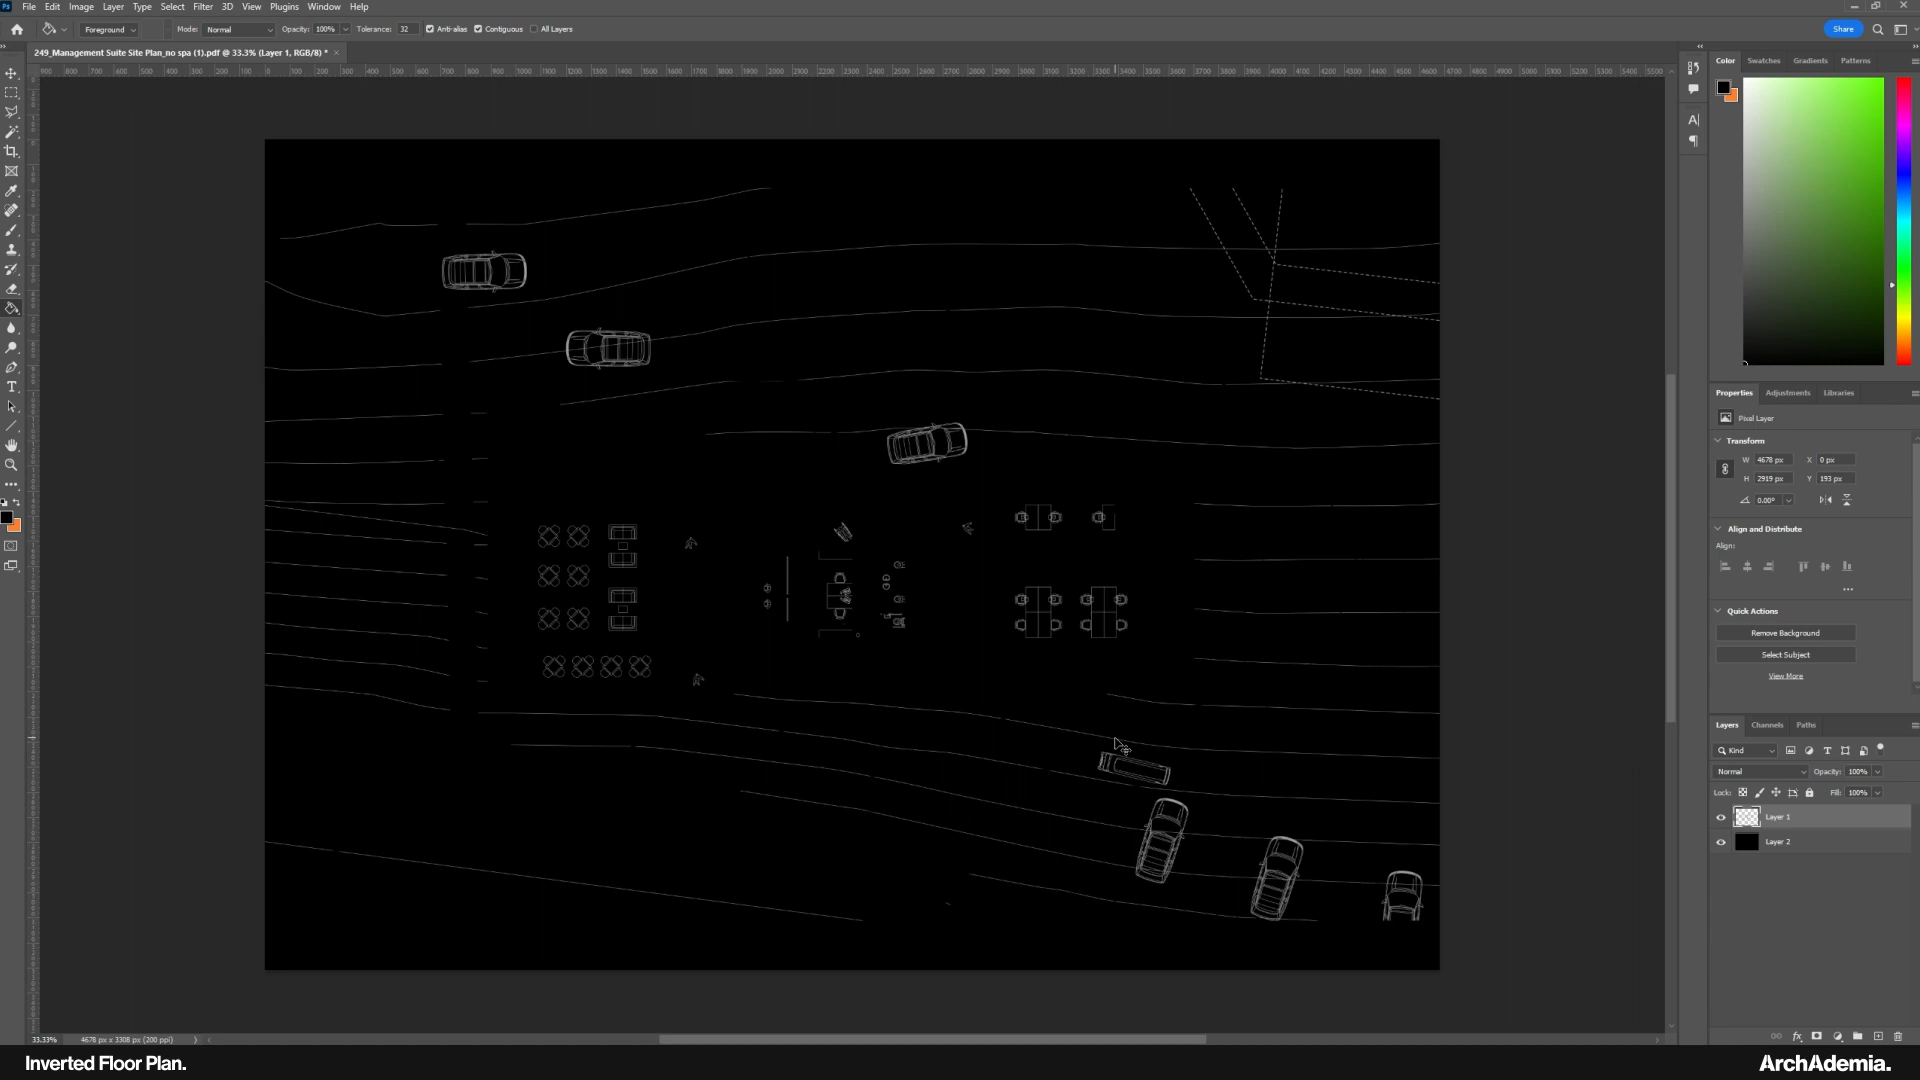 File Edit Image Layer Type Select Filter 3D View Plugins Window Help
Foreground Mode: Normal Opacity: 100% Tolerance: 32 Anti-alias Contiguous All Layers Share
249_Management Suite Site Plan_no spa (1).pdf @ 33.3% (Layer 1, RGB/8) *
Color Swatches Gradients Patterns
Properties Adjustments Libraries
Pixel Layer
Transform
W 4678 px X 0 px
H 2919 px Y 193 px
0.00°
Align and Distribute
Align:
Quick Actions
Remove Background
Select Subject
View More
Layers Channels Paths
Kind
Normal Opacity: 100%
Lock: Fill: 100%
Layer 1
Layer 2
33.33% 4678 px x 3308 px (200 ppi)
Inverted Floor Plan.
ArchAdemia.